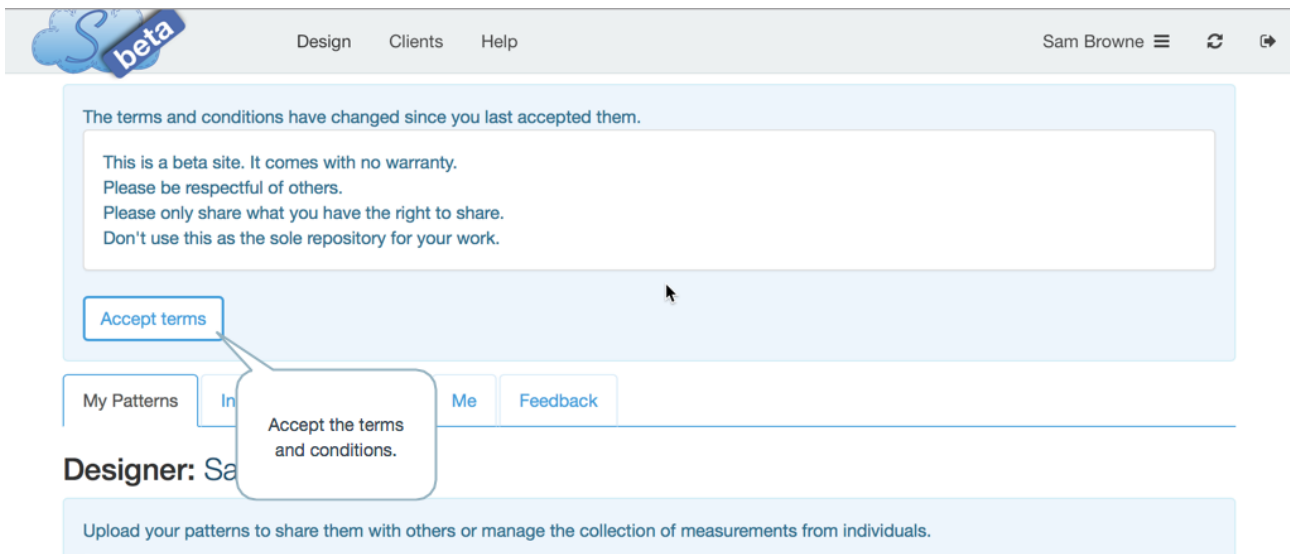 S beta
Design Clients Help Sam Browne
The terms and conditions have changed since you last accepted them.
This is a beta site. It comes with no warranty.
Please be respectful of others.
Please only share what you have the right to share.
Don't use this as the sole repository for your work.
Accept terms
My Patterns In Me Feedback
Accept the terms
and conditions.
Designer: Sa
Upload your patterns to share them with others or manage the collection of measurements from individuals.